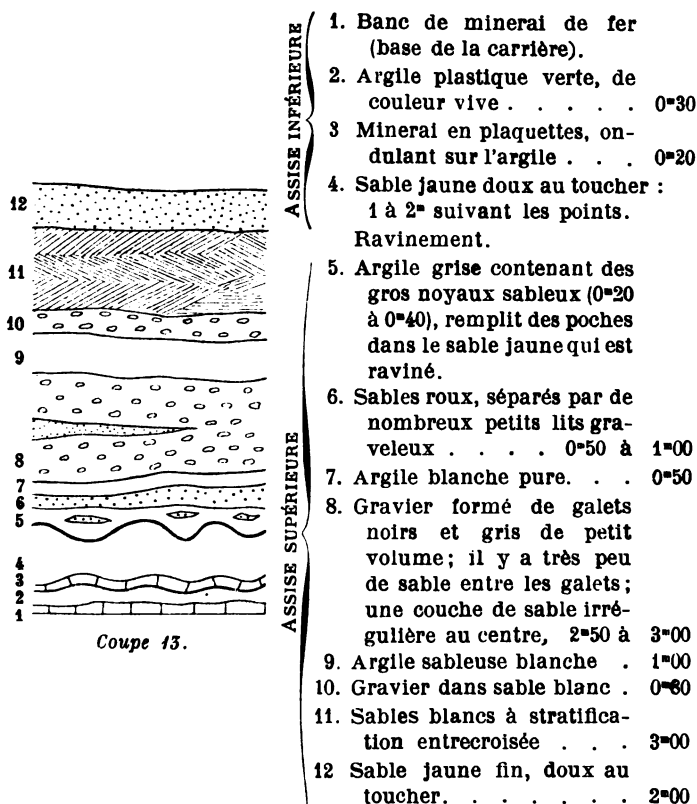 12
11
10
9
8
7
6
5
4
3
2
1
Coupe 13.
ASSISE INFÉRIEURE
1. Banc de minerai de fer
(base de la carrière).
2. Argile plastique verte, de
couleur vive . . . . . 0m30
3 Minerai en plaquettes, on-
dulant sur l'argile . . . 0m20
4. Sable jaune doux au toucher :
1 à 2m suivant les points.
Ravinement.
ASSISE SUPÉRIEURE
5. Argile grise contenant des
gros noyaux sableux (0m20
à 0m40), remplit des poches
dans le sable jaune qui est
raviné.
6. Sables roux, séparés par de
nombreux petits lits gra-
veleux . . . . 0m50 à 1m00
7. Argile blanche pure. . . 0m50
8. Gravier formé de galets
noirs et gris de petit
volume; il y a très peu
de sable entre les galets;
une couche de sable irré-
gulière au centre, 2m50 à 3m00
9. Argile sableuse blanche . 1m00
10. Gravier dans sable blanc .
11. Sables blancs à stratifica-
tion entrecroisée . . . 3m00
12 Sable jaune fin, doux au
toucher. . . . . . . 2m00